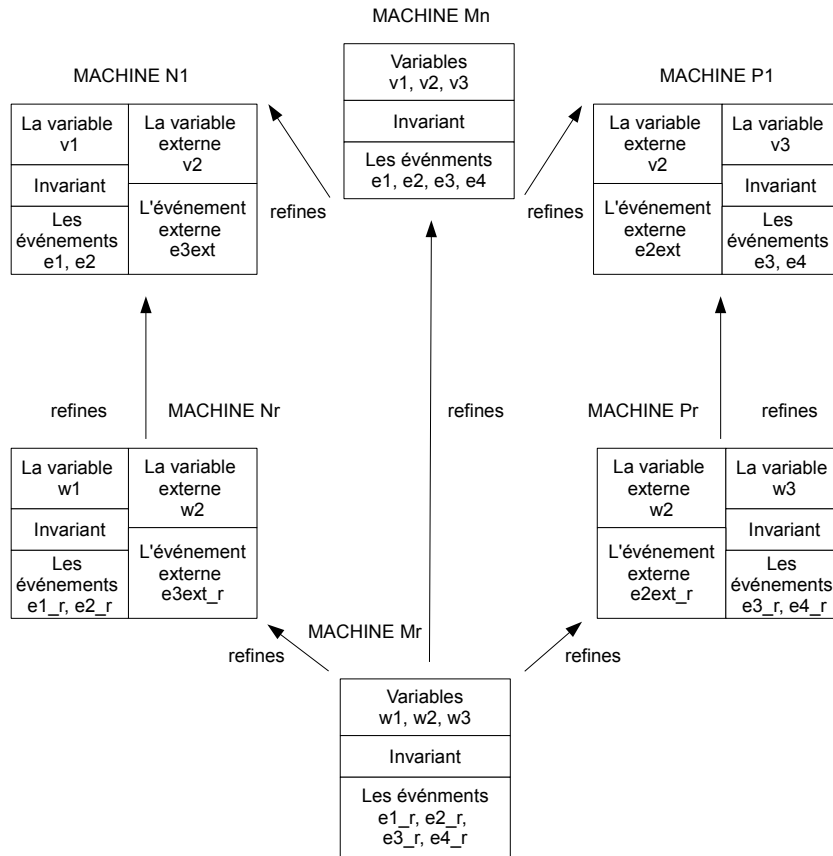 MACHINE Mn
Variables
v1, v2, v3
Invariant
Les événments
e1, e2, e3, e4
MACHINE N1
La variable
v1
Invariant
Les
événements
e1, e2
La variable
externe
v2
L'événement
externe
e3ext
refines
refines
MACHINE P1
La variable
externe
v2
L'événement
externe
e2ext
La variable
v3
Invariant
Les
événements
e3, e4
refines
MACHINE Nr
refines
MACHINE Pr
refines
La variable
w1
Invariant
Les
événements
e1_r, e2_r
La variable
externe
w2
L'événement
externe
e3ext_r
La variable
externe
w2
L'événement
externe
e2ext_r
La variable
w3
Invariant
Les
événements
e3_r, e4_r
MACHINE Mr
refines
refines
Variables
w1, w2, w3
Invariant
Les événments
e1_r, e2_r,
e3_r, e4_r